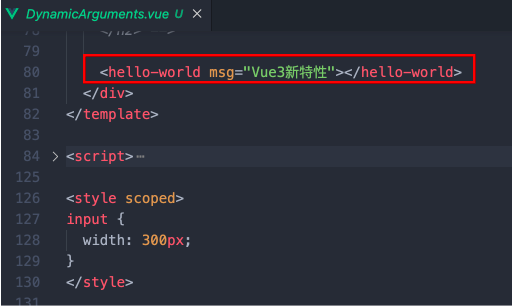 DynamicArguments.vue U ×
79
80 <hello-world msg="Vue3新特性"></hello-world>
81 </div>
82 </template>
83
84 <script>⋯
125
126 <style scoped>
127 input {
128 width: 300px;
129 }
130 </style>
131